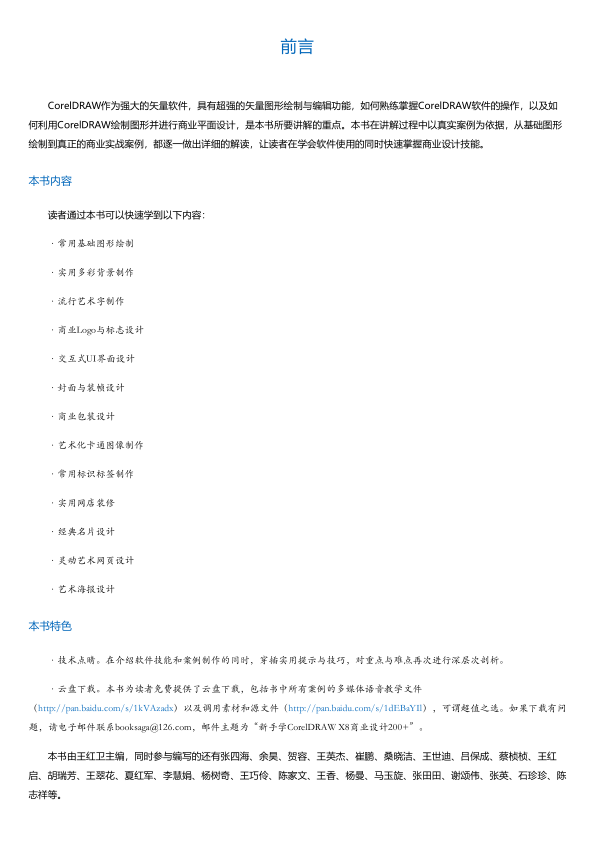 前言
CorelDRAW作为强大的矢量软件，具有超强的矢量图形绘制与编辑功能，如何熟练掌握CorelDRAW软件的操作，以及如
何利用CorelDRAW绘制图形并进行商业平面设计，是本书所要讲解的重点。本书在讲解过程中以真实案例为依据，从基础图形
绘制到真正的商业实战案例，都逐一做出详细的解读，让读者在学会软件使用的同时快速掌握商业设计技能。
本书内容
读者通过本书可以快速学到以下内容：
· 常用基础图形绘制
· 实用多彩背景制作
· 流行艺术字制作
· 商业Logo与标志设计
· 交互式UI界面设计
· 封面与装帧设计
· 商业包装设计
· 艺术化卡通图像制作
· 常用标识标签制作
· 实用网店装修
· 经典名片设计
· 灵动艺术网页设计
· 艺术海报设计
本书特色
· 技术点睛。在介绍软件技能和案例制作的同时，穿插实用提示与技巧，对重点与难点再次进行深层次剖析。
· 云盘下载。本书为读者免费提供了云盘下载，包括书中所有案例的多媒体语音教学文件
（http://pan.baidu.com/s/1kVAzadx）以及调用素材和源文件（http://pan.baidu.com/s/1dEBaYIl），可谓超值之选。如果下载有问
题，请电子邮件联系booksaga@126.com，邮件主题为“新手学CorelDRAW X8商业设计200+”。
本书由王红卫主编，同时参与编写的还有张四海、余昊、贺容、王英杰、崔鹏、桑晓洁、王世迪、吕保成、蔡桢桢、王红
启、胡瑞芳、王翠花、夏红军、李慧娟、杨树奇、王巧伶、陈家文、王香、杨曼、马玉旋、张田田、谢颂伟、张英、石珍珍、陈
志祥等。